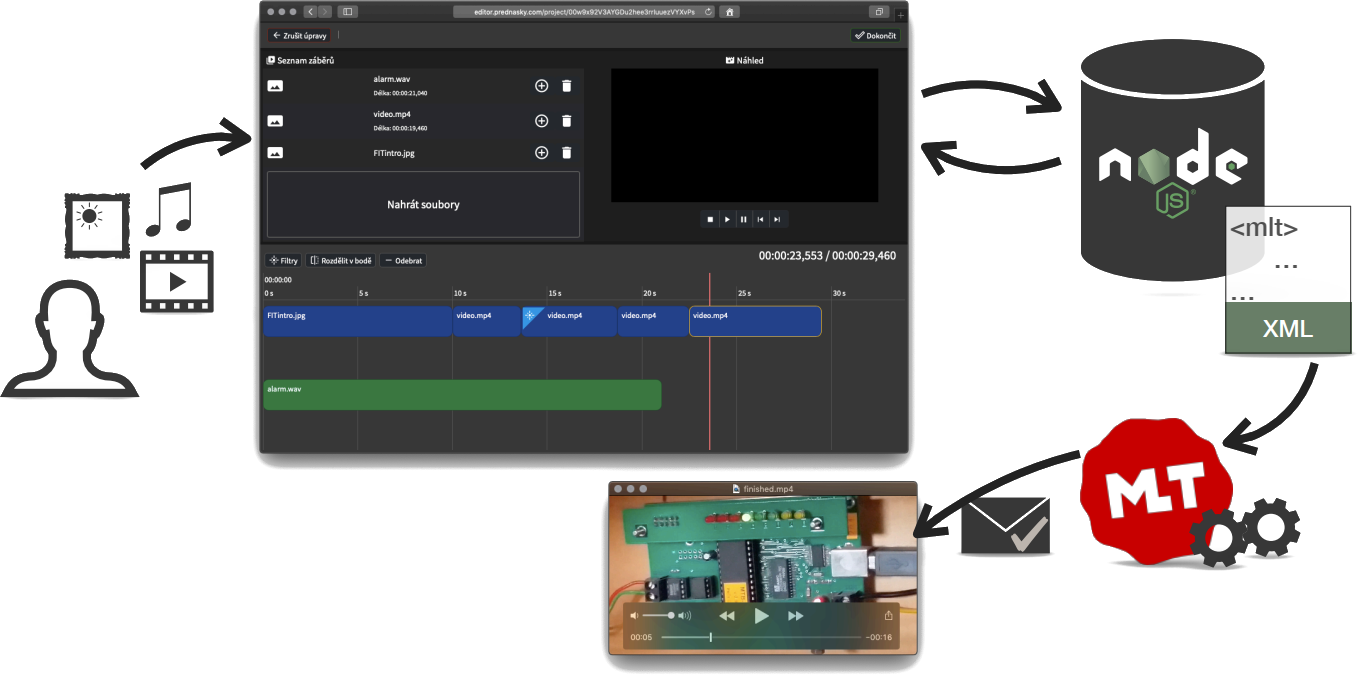 editor.prednasky.com/project/00w9x92V3AYGDu2hee3rrIuuezVYXvPs
Zrušit úpravy
Dokončit
Seznam záběrů
Náhled
alarm.wav
Délka: 00:00:21,040
video.mp4
Délka: 00:00:19,460
FITintro.jpg
Nahrát soubory
Filtry
Rozdělit v bodě
Odebrat
00:00:23,553 / 00:00:29,460
00:00:00
0 s
5 s
10 s
15 s
20 s
25 s
30 s
FITintro.jpg
video.mp4
video.mp4
video.mp4
video.mp4
alarm.wav
node
JS
<mlt>
...
...
XML
MLT
finished.mp4
00:05
-00:16